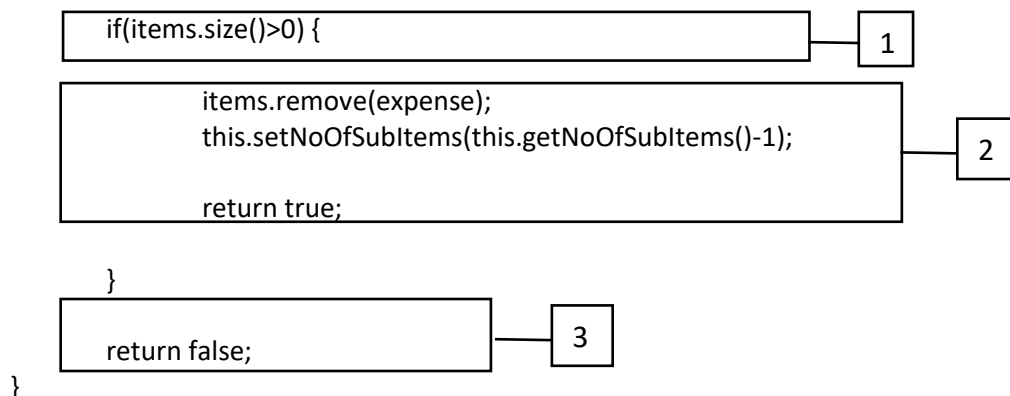 if(items.size()>0) {
1
items.remove(expense);
this.setNoOfSubItems(this.getNoOfSubItems()-1);
2
return true;
}
3
return false;
}